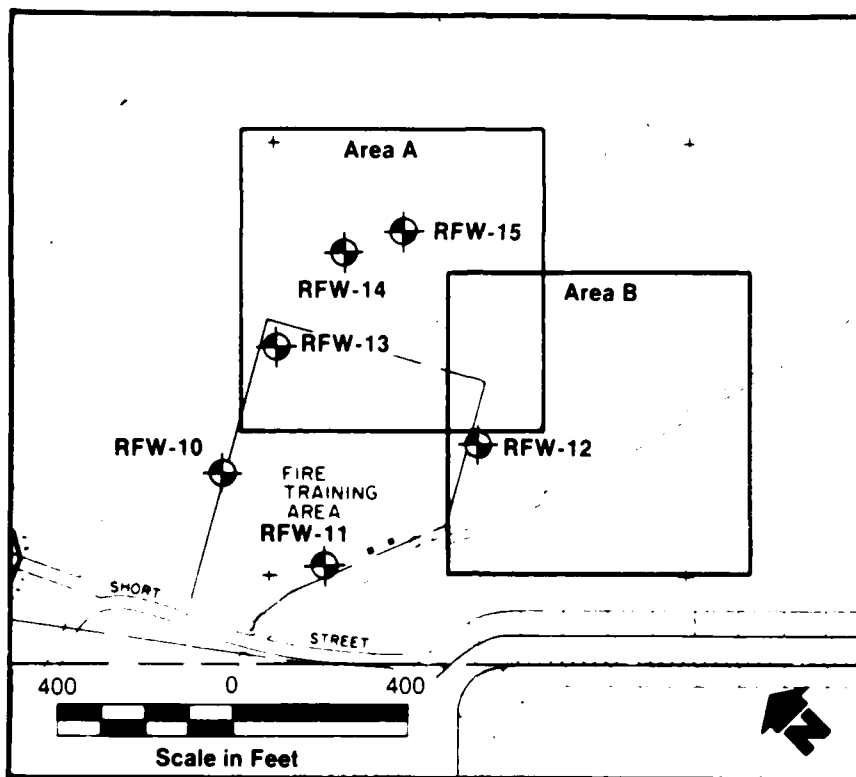 Area A
RFW-15
RFW-14
Area B
RFW-13
RFW-10
RFW-12
FIRE
TRAINING
AREA
RFW-11
SHORT
STREET
400 0 400
Scale in Feet
N